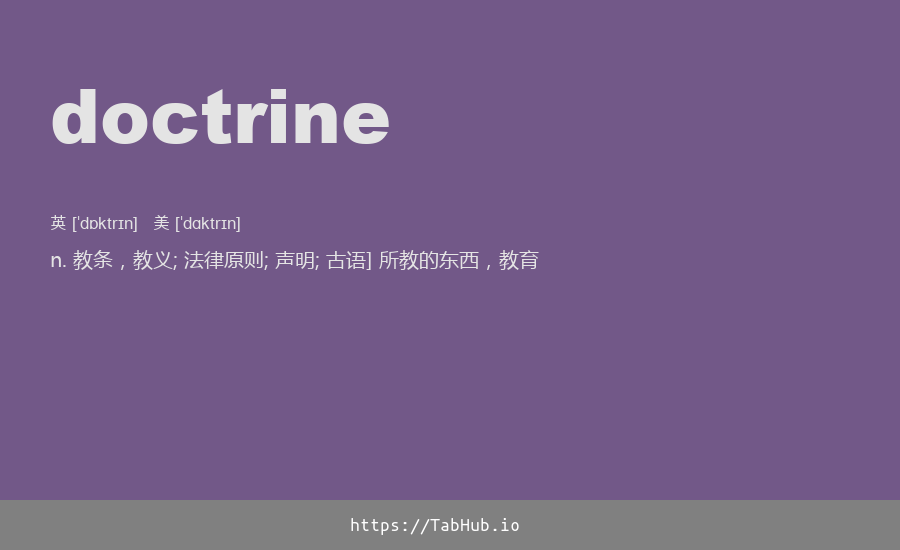 doctrine
英 [ˈdɒktrɪn] 美 [ˈdɑktrɪn]
n. 教条，教义; 法律原则; 声明; 古语] 所教的东西，教育
https://TabHub.io